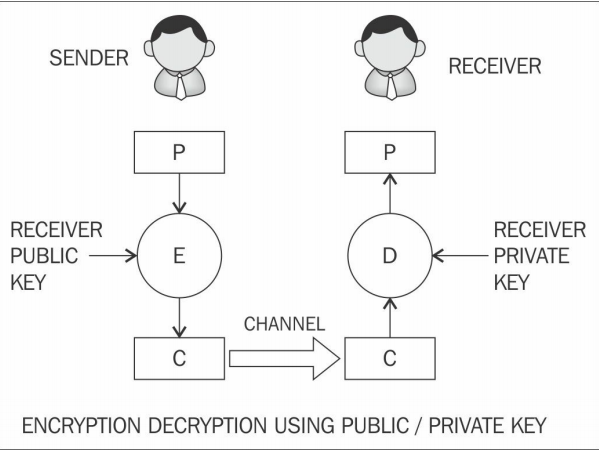 SENDER
RECEIVER
P
P
RECEIVER
PUBLIC
KEY
E
D
RECEIVER
PRIVATE
KEY
CHANNEL
C
C
ENCRYPTION DECRYPTION USING PUBLIC / PRIVATE KEY